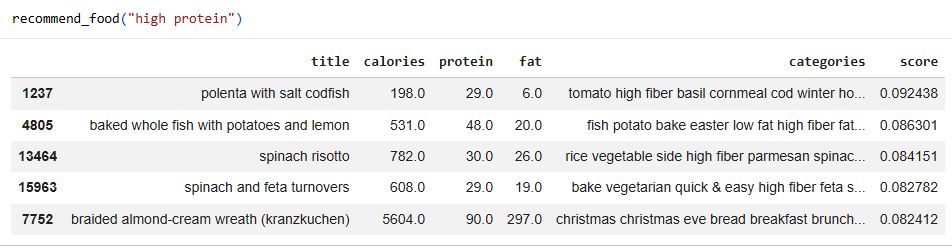 recommend_food("high protein")
title calories protein fat categories score
1237 polenta with salt codfish 198.0 29.0 6.0 tomato high fiber basil cornmeal cod winter ho... 0.092438
4805 baked whole fish with potatoes and lemon 531.0 48.0 20.0 fish potato bake easter low fat high fiber fat... 0.086301
13464 spinach risotto 782.0 30.0 26.0 rice vegetable side high fiber parmesan spinac... 0.084151
15963 spinach and feta turnovers 608.0 29.0 19.0 bake vegetarian quick & easy high fiber feta s... 0.082782
7752 braided almond-cream wreath (kranzkuchen) 5604.0 90.0 297.0 christmas christmas eve bread breakfast brunch... 0.082412